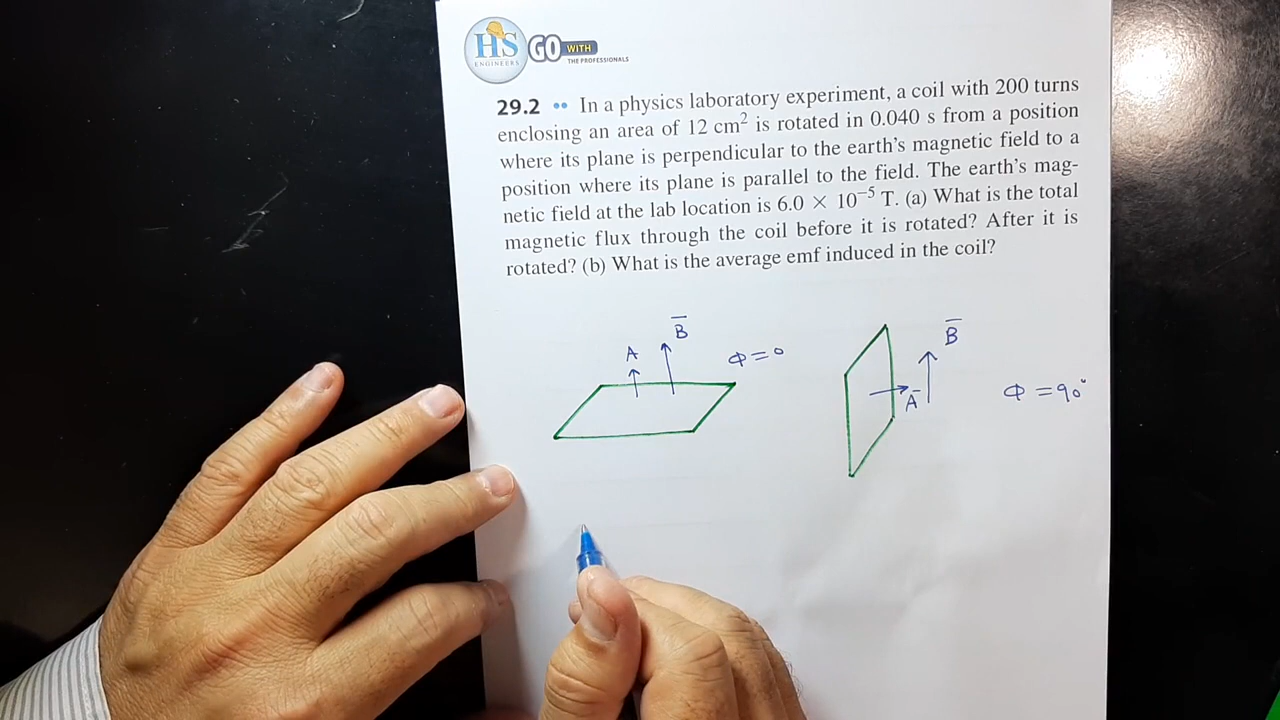 HS
ENGINEERS
GO WITH
THE PROFESSIONALS
29.2 •• In a physics laboratory experiment, a coil with 200 turns
enclosing an area of 12 cm² is rotated in 0.040 s from a position
where its plane is perpendicular to the earth's magnetic field to a
position where its plane is parallel to the field. The earth's mag-
netic field at the lab location is 6.0 × 10⁻⁵ T. (a) What is the total
magnetic flux through the coil before it is rotated? After it is
rotated? (b) What is the average emf induced in the coil?
A
B̅
Φ = 0
B̅
A̅
Φ = 90°